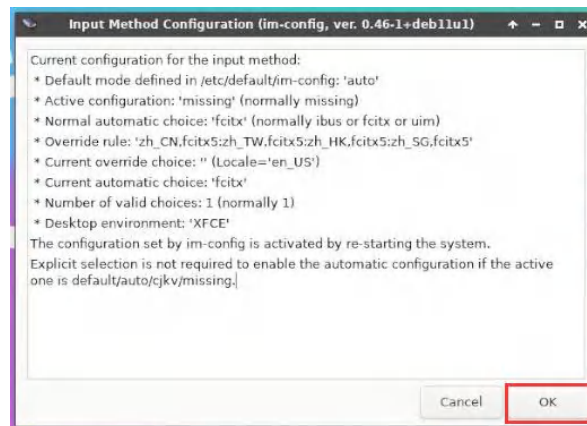 Input Method Configuration (im-config, ver. 0.46-1+deb11u1)
Current configuration for the input method:
* Default mode defined in /etc/default/im-config: 'auto'
* Active configuration: 'missing' (normally missing)
* Normal automatic choice: 'fcitx' (normally ibus or fcitx or uim)
* Override rule: 'zh_CN,fcitx5:zh_TW,fcitx5:zh_HK,fcitx5:zh_SG,fcitx5'
* Current override choice: '' (Locale='en_US')
* Current automatic choice: 'fcitx'
* Number of valid choices: 1 (normally 1)
* Desktop environment: 'XFCE'
The configuration set by im-config is activated by re-starting the system.
Explicit selection is not required to enable the automatic configuration if the active
one is default/auto/cjkv/missing.
Cancel
OK